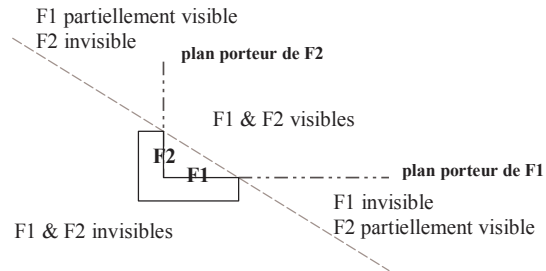 F1 partiellement visible
F2 invisible
plan porteur de F2
F1 & F2 visibles
F2
F1
plan porteur de F1
F1 invisible
F2 partiellement visible
F1 & F2 invisibles